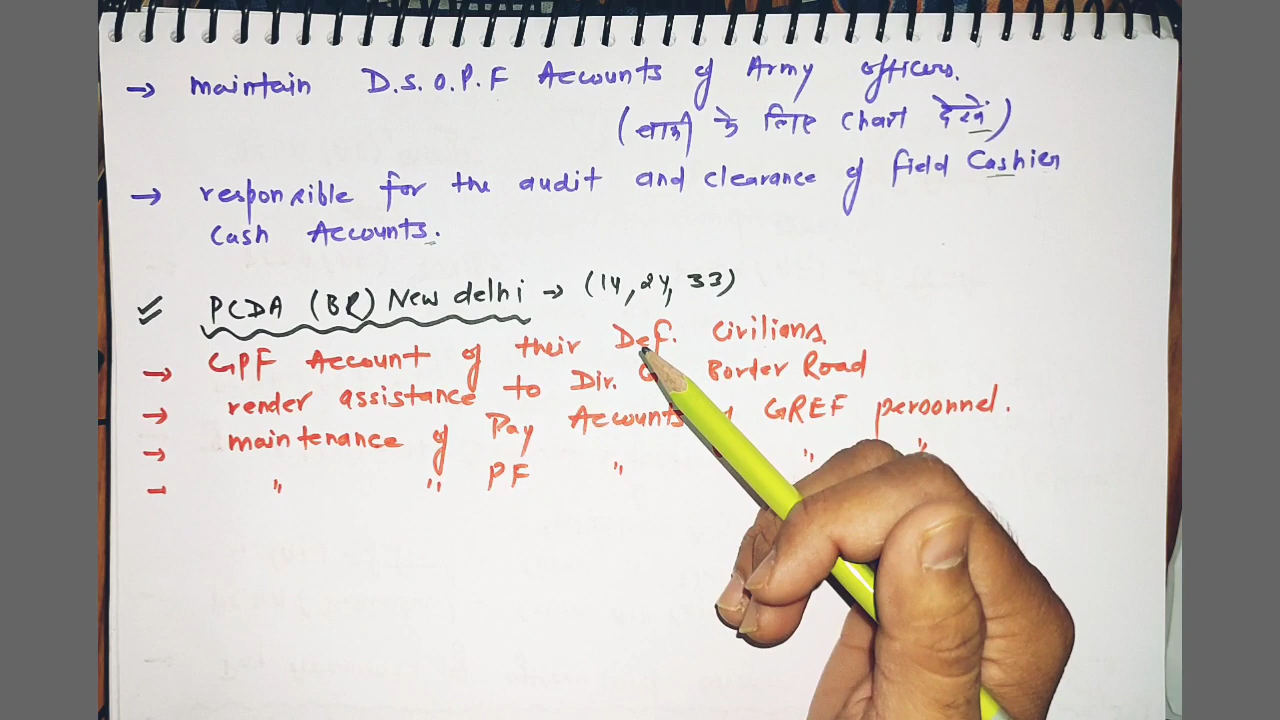 → maintain D.S.O.P.F Accounts of Army officers.
(बाकी के लिए chart देखें)
→ responsible for the audit and clearance of field Cashier
Cash Accounts.
PCDA (BR) New delhi → (14, 24, 33)
→ GPF Account of their Def. Civilians.
→ render assistance to Dir. Border Road
→ maintenance of Pay Accounts GREF personnel.
→ " " PF " " "